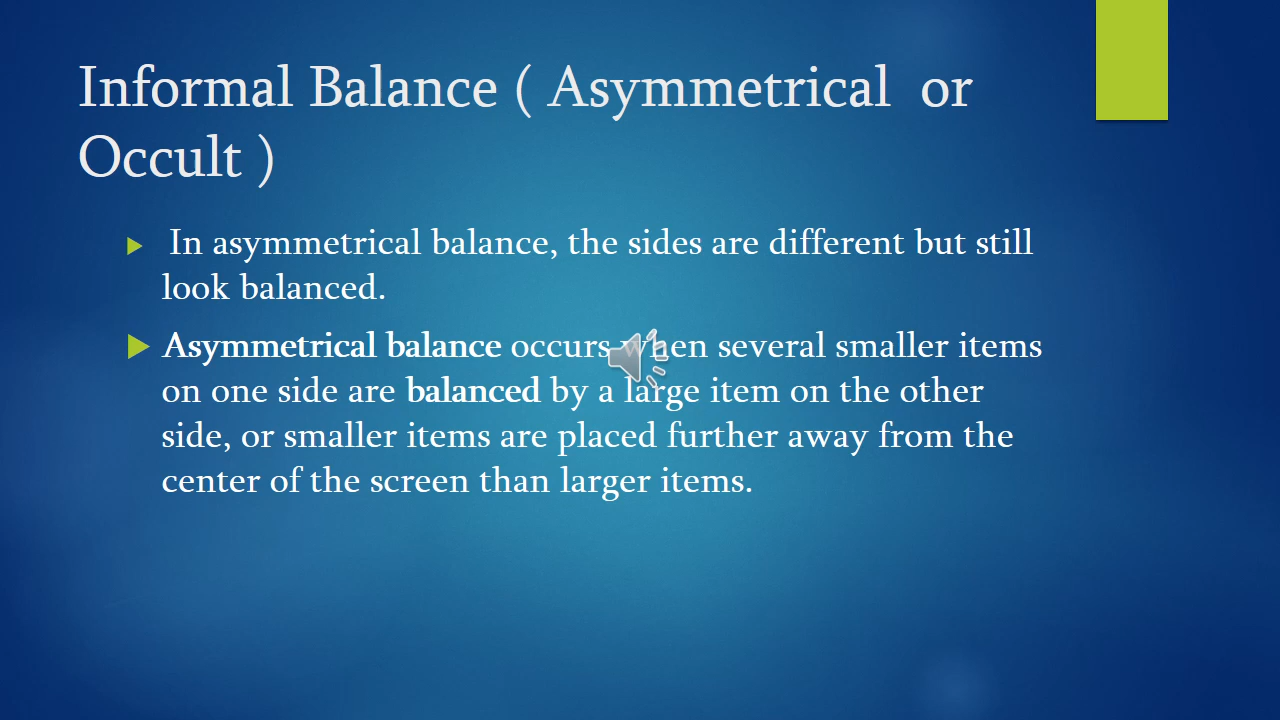 Informal Balance ( Asymmetrical  or
Occult )
In asymmetrical balance, the sides are different but still
look balanced.
Asymmetrical balance occurs when several smaller items
on one side are balanced by a large item on the other
side, or smaller items are placed further away from the
center of the screen than larger items.